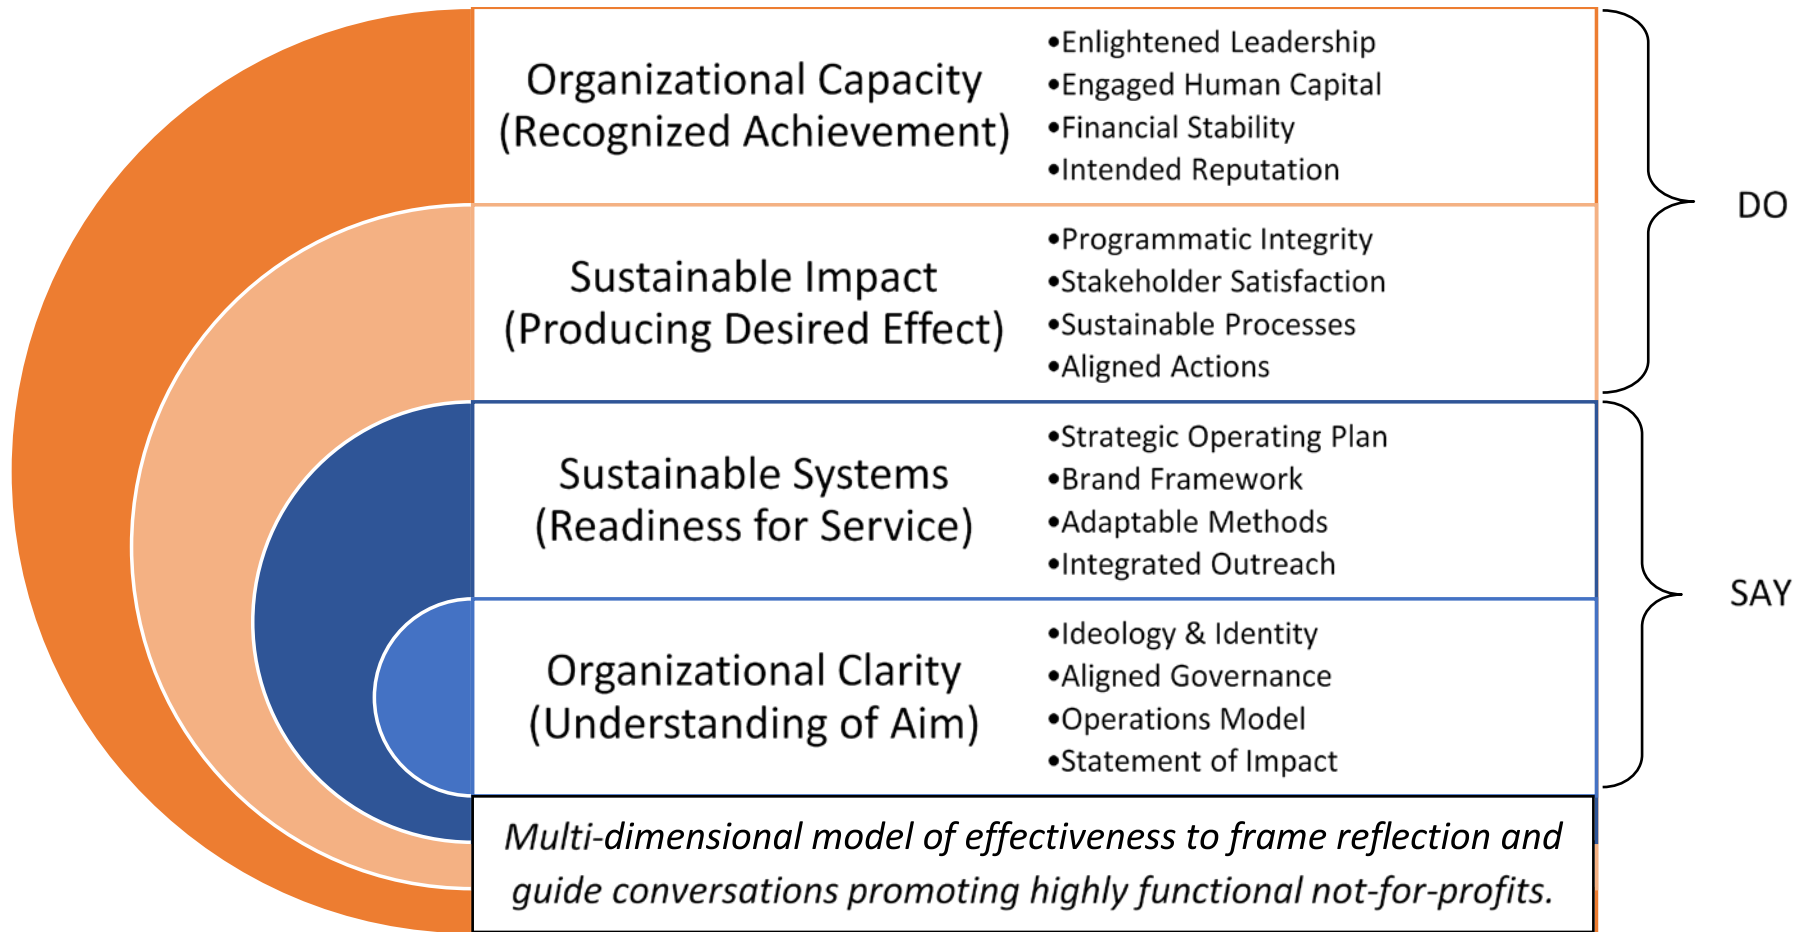 Organizational Capacity
(Recognized Achievement)
•Enlightened Leadership
•Engaged Human Capital
•Financial Stability
•Intended Reputation
DO
Sustainable Impact
(Producing Desired Effect)
•Programmatic Integrity
•Stakeholder Satisfaction
•Sustainable Processes
•Aligned Actions
Sustainable Systems
(Readiness for Service)
•Strategic Operating Plan
•Brand Framework
•Adaptable Methods
•Integrated Outreach
SAY
Organizational Clarity
(Understanding of Aim)
•Ideology & Identity
•Aligned Governance
•Operations Model
•Statement of Impact
Multi-dimensional model of effectiveness to frame reflection and
guide conversations promoting highly functional not-for-profits.